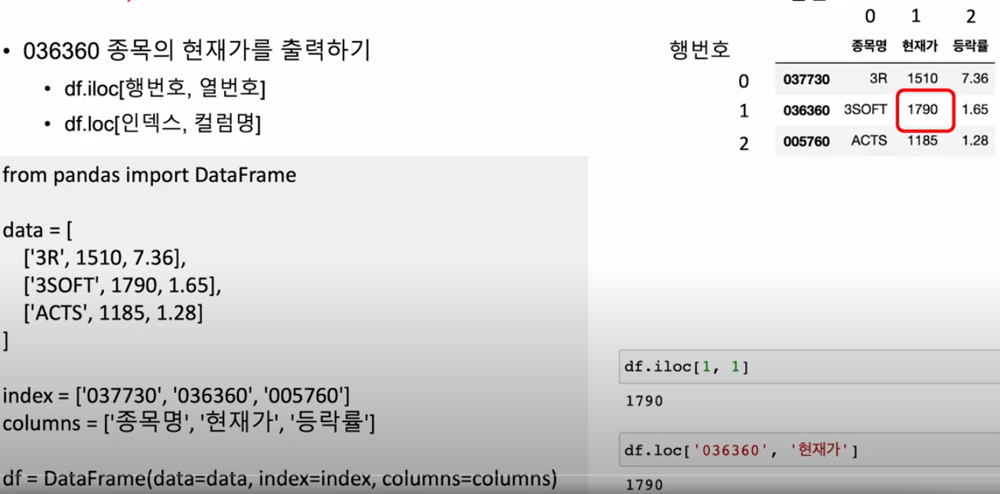 • 036360 종목의 현재가를 출력하기
• df.iloc[행번호, 열번호]
• df.loc[인덱스, 컬럼명]
from pandas import DataFrame
data = [
['3R', 1510, 7.36],
['3SOFT', 1790, 1.65],
['ACTS', 1185, 1.28]
]
index = ['037730', '036360', '005760']
columns = ['종목명', '현재가', '등락률']
df = DataFrame(data=data, index=index, columns=columns)
0 1 2
행번호 종목명 현재가 등락률
0 037730 3R 1510 7.36
1 036360 3SOFT 1790 1.65
2 005760 ACTS 1185 1.28
df.iloc[1, 1]
1790
df.loc['036360', '현재가']
1790